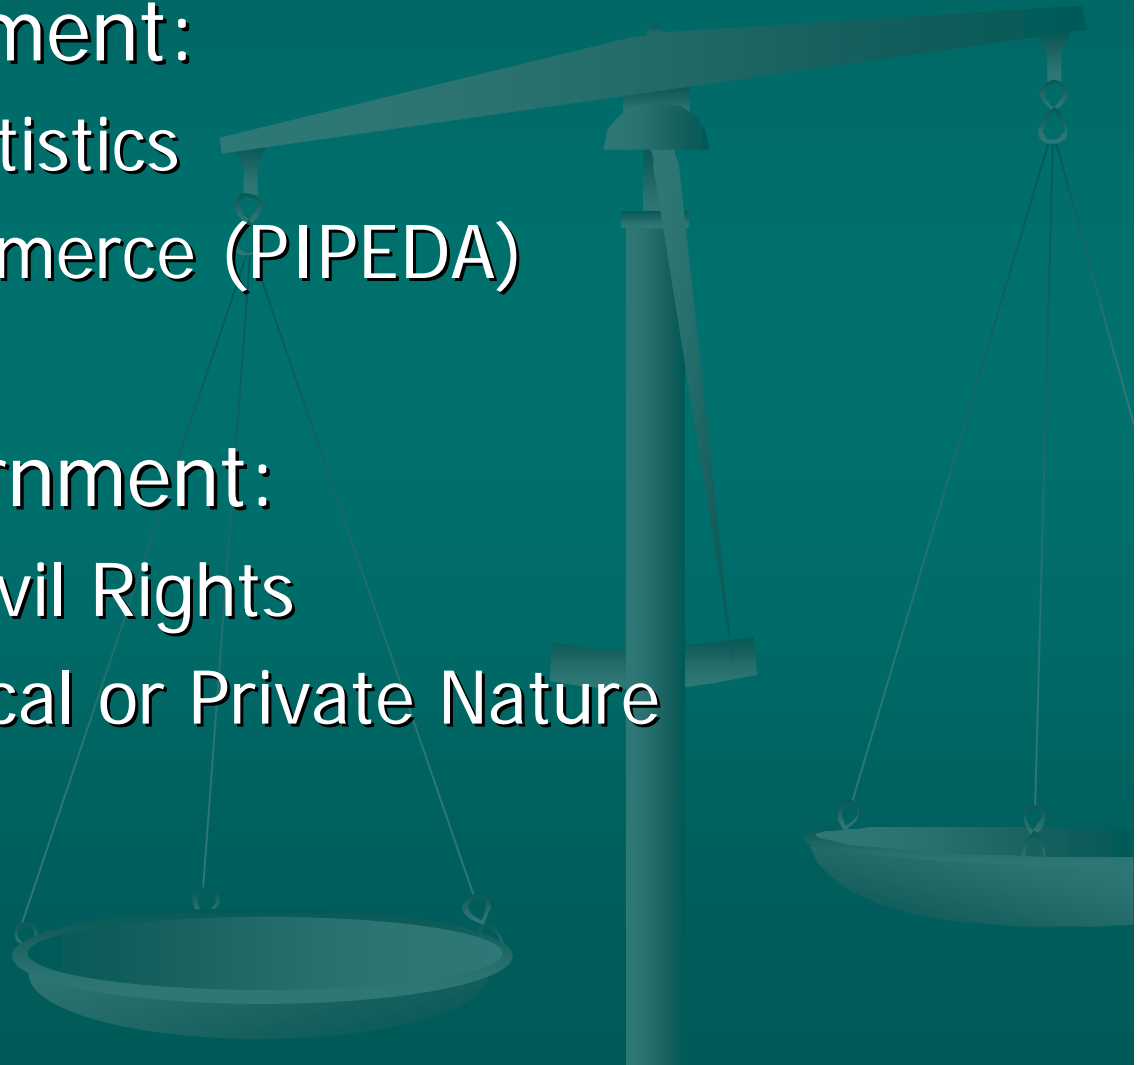 ment:
tistics
merce (PIPEDA)
rnment:
vil Rights
cal or Private Nature